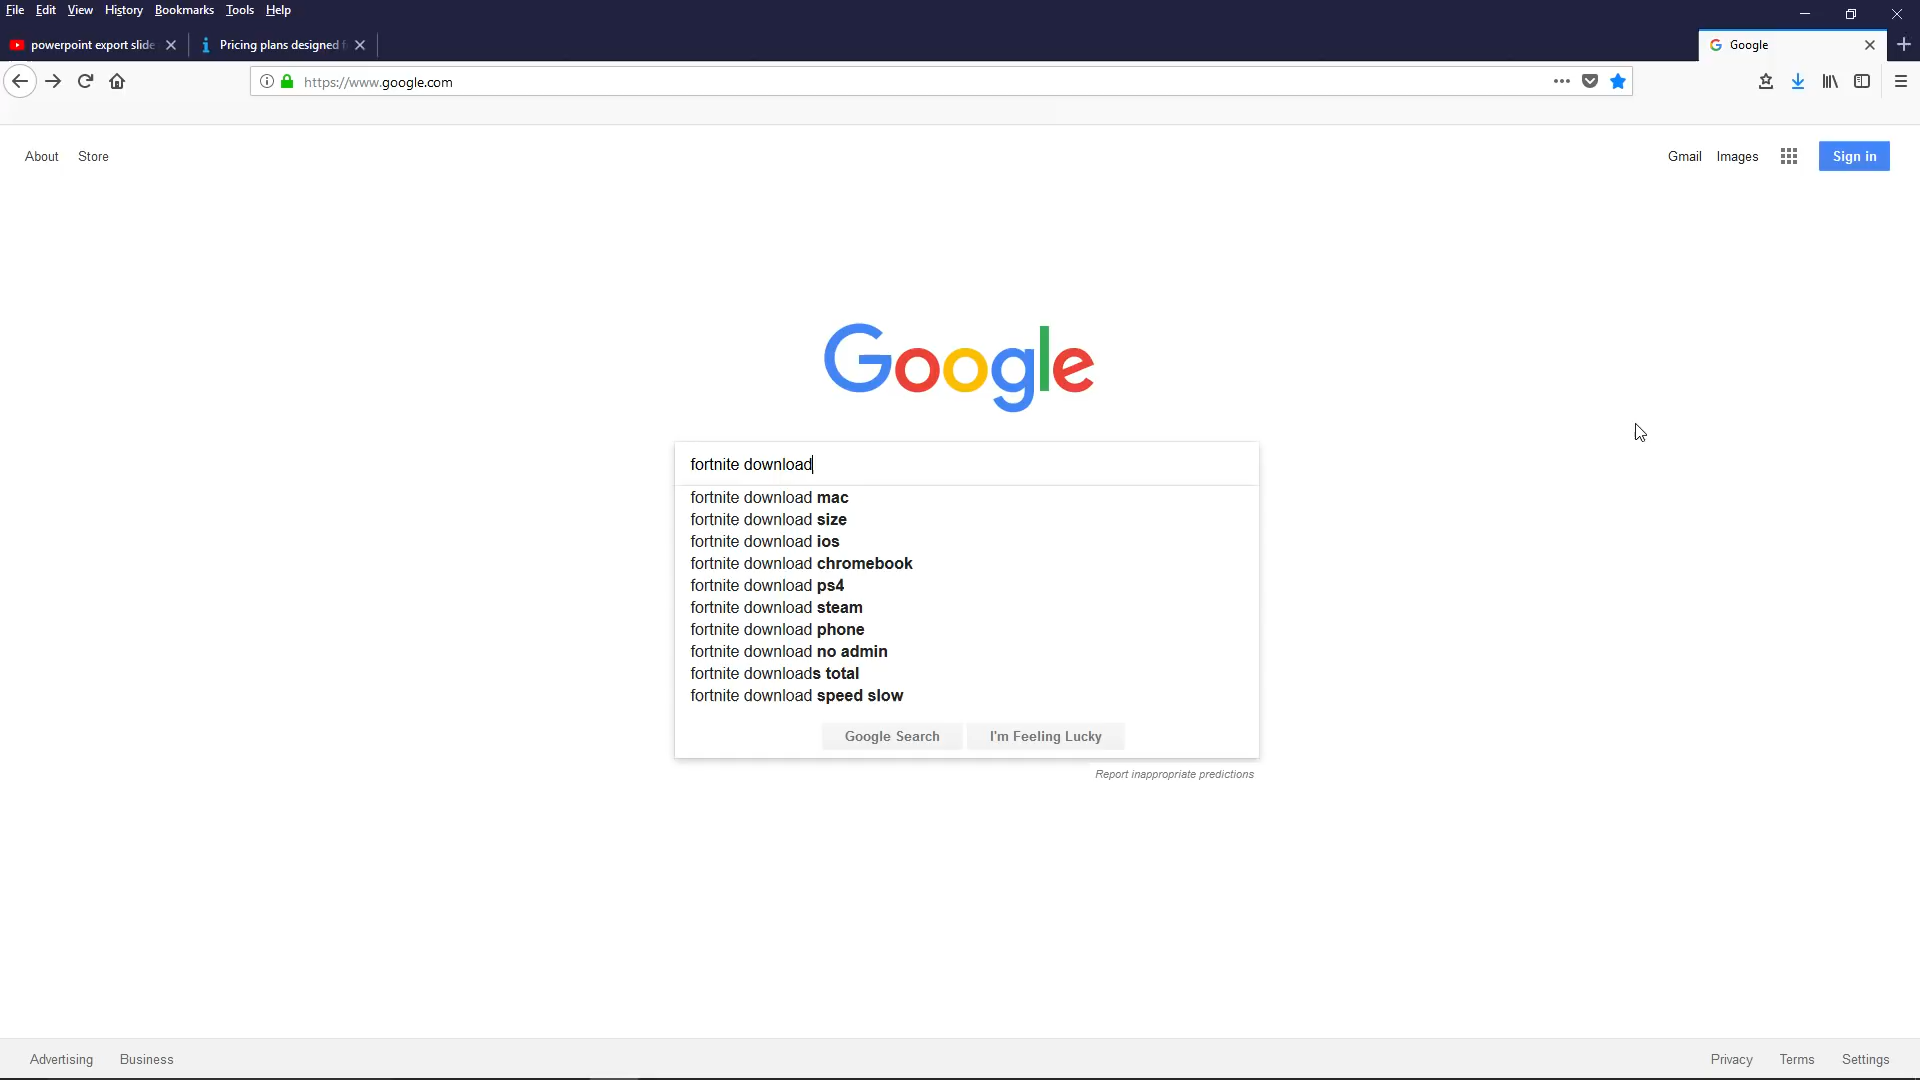 File Edit View History Bookmarks Tools Help
powerpoint export slide
Pricing plans designed f
Google
https://www.google.com
About Store
Gmail Images Sign in
Google
fortnite download
fortnite download mac
fortnite download size
fortnite download ios
fortnite download chromebook
fortnite download ps4
fortnite download steam
fortnite download phone
fortnite download no admin
fortnite downloads total
fortnite download speed slow
Google Search I'm Feeling Lucky
Report inappropriate predictions
Advertising Business
Privacy Terms Settings